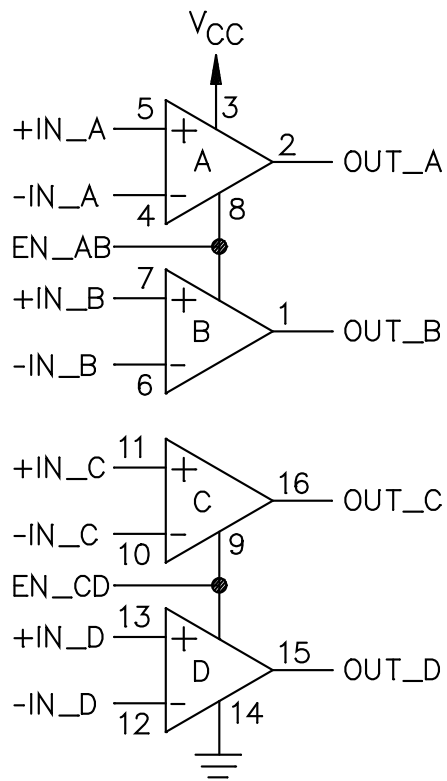 VCC
5 3
+IN_A + 2
A OUT_A
-IN_A -
4 8
EN_AB
7
+IN_B + 1
B OUT_B
-IN_B -
6
11
+IN_C + 16
C OUT_C
-IN_C -
10 9
EN_CD
13
+IN_D + 15
D OUT_D
-IN_D -
12 14